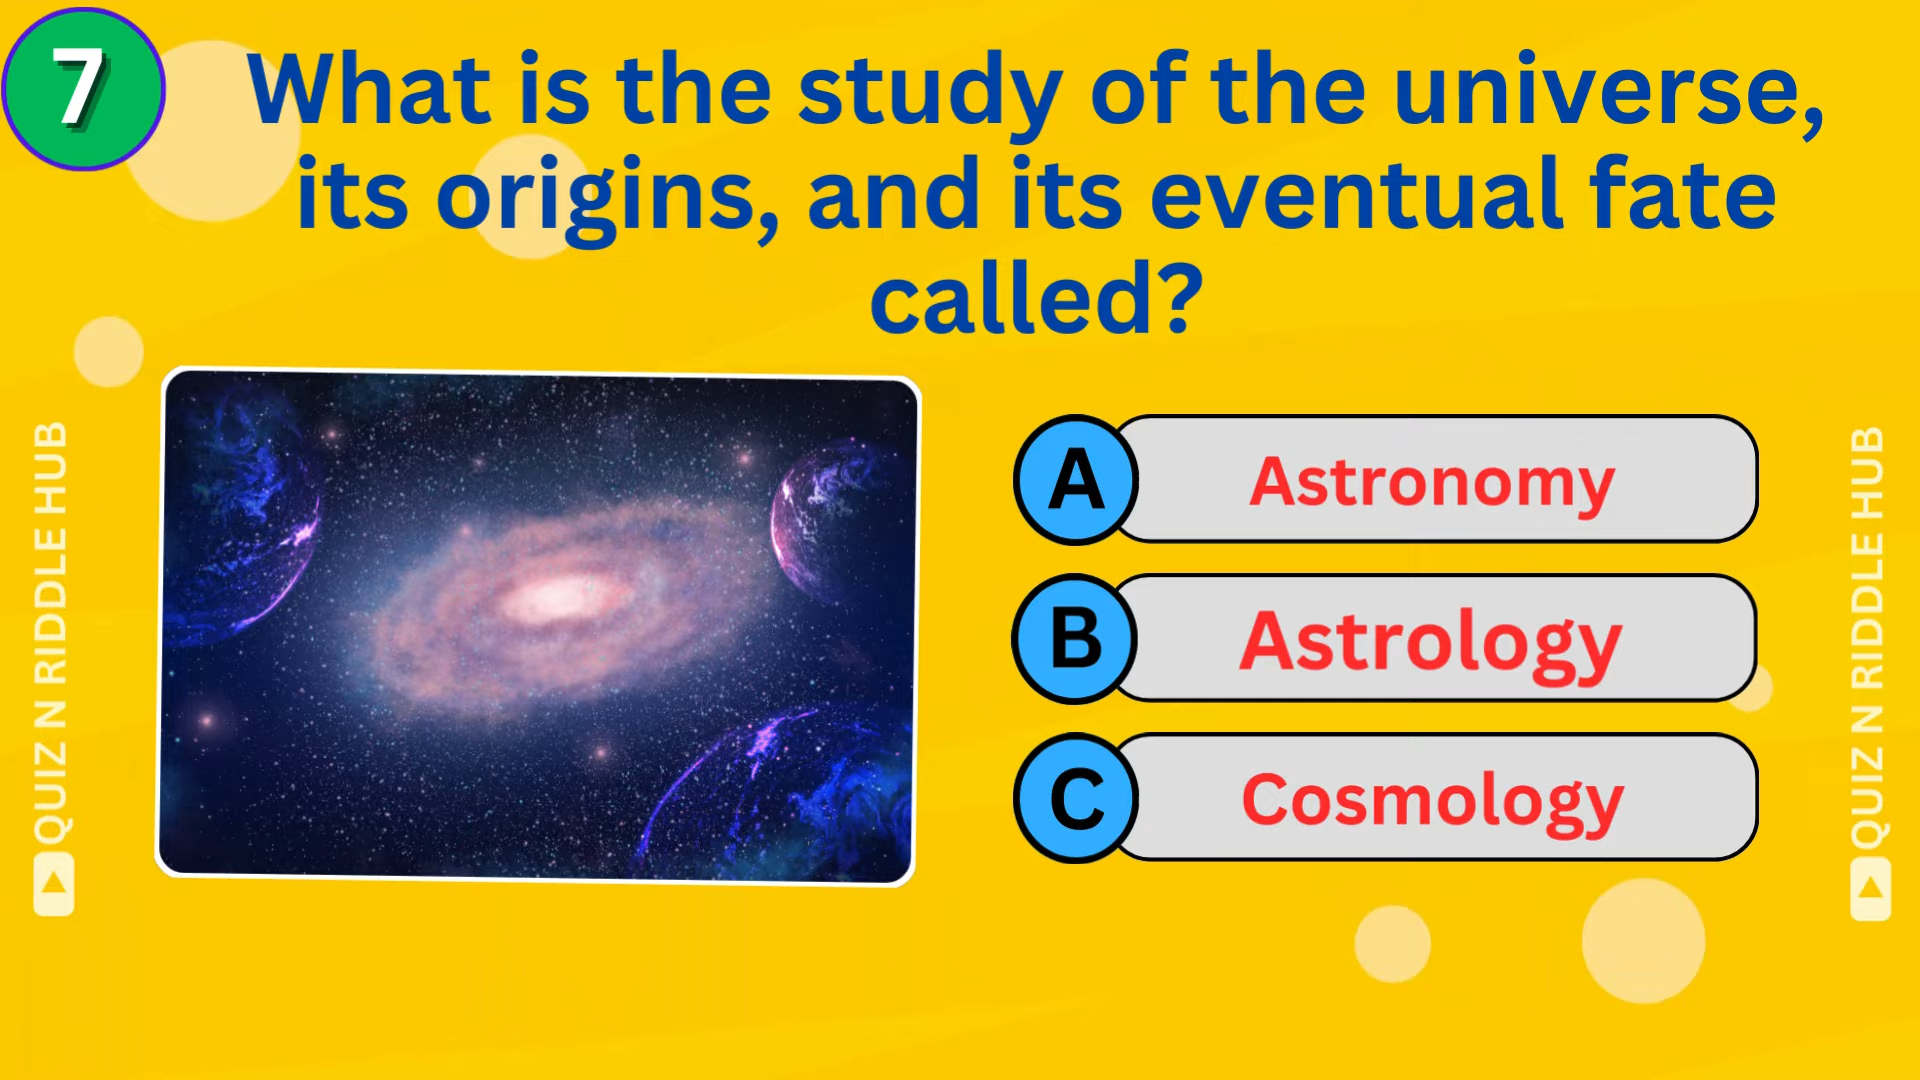 7
What is the study of the universe,
its origins, and its eventual fate
called?
A Astronomy
B Astrology
C Cosmology
QUIZ N RIDDLE HUB
QUIZ N RIDDLE HUB